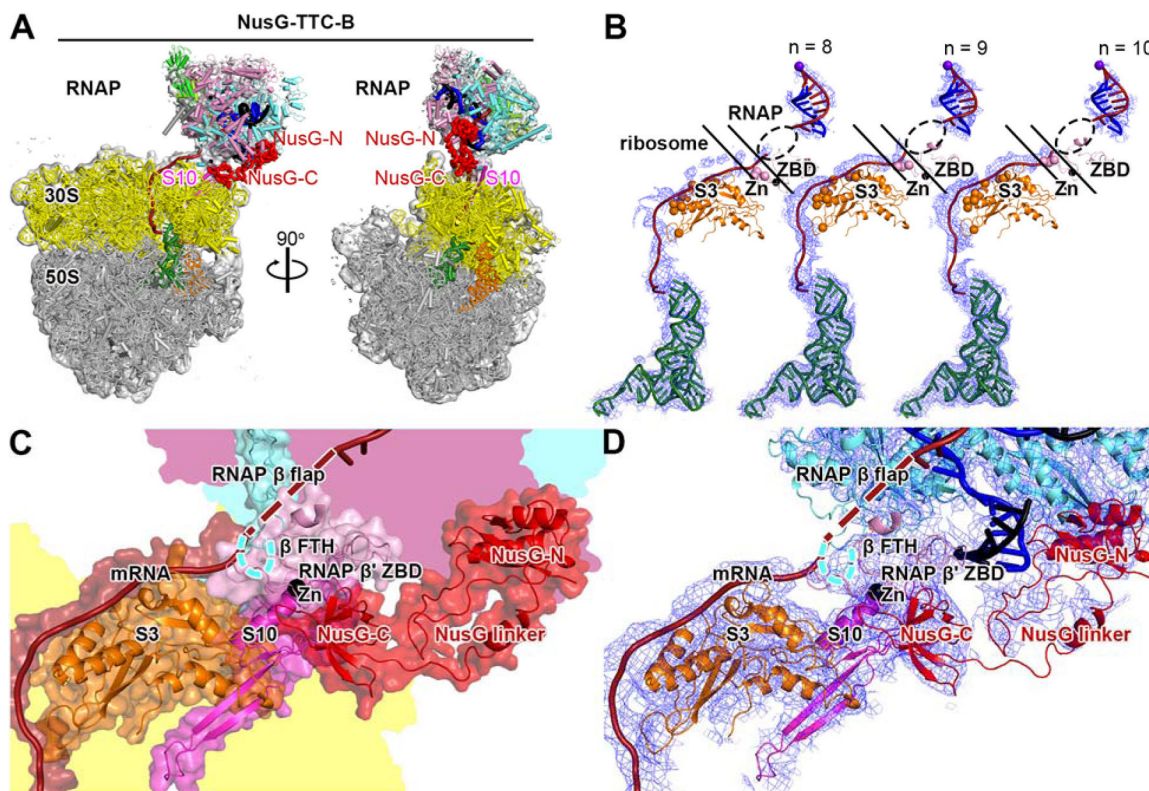 A
NusG-TTC-B
RNAP
RNAP
NusG-N
NusG-N
S10
NusG-C
NusG-C
S10
30S
50S
90°
B
n = 8
n = 9
n = 10
RNAP
ribosome
S3
Zn
ZBD
S3
Zn
ZBD
S3
Zn
ZBD
C
RNAP β flap
β FTH
RNAP β' ZBD
Zn
mRNA
S3
S10
NusG-C
NusG-N
NusG linker
D
RNAP β flap
β FTH
RNAP β' ZBD
Zn
mRNA
S3
S10
NusG-C
NusG-N
NusG linker